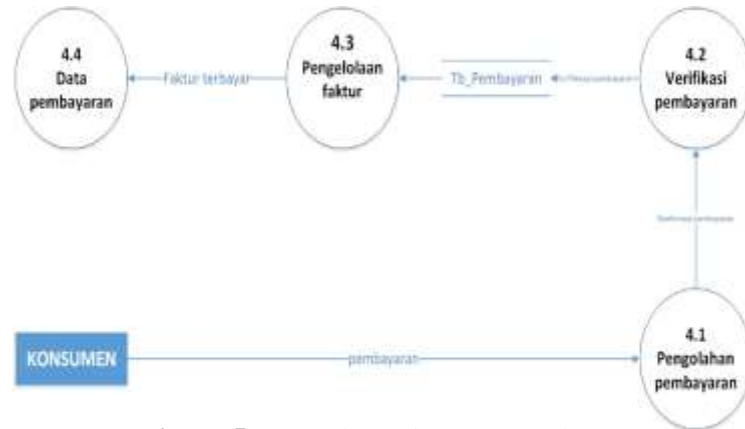 4.4
Data
pembayaran
Faktur terbayar
4.3
Pengelolaan
faktur
Tb_Pembayaran
4.2
Verifikasi
pembayaran
KONSUMEN
pembayaran
4.1
Pengolahan
pembayaran